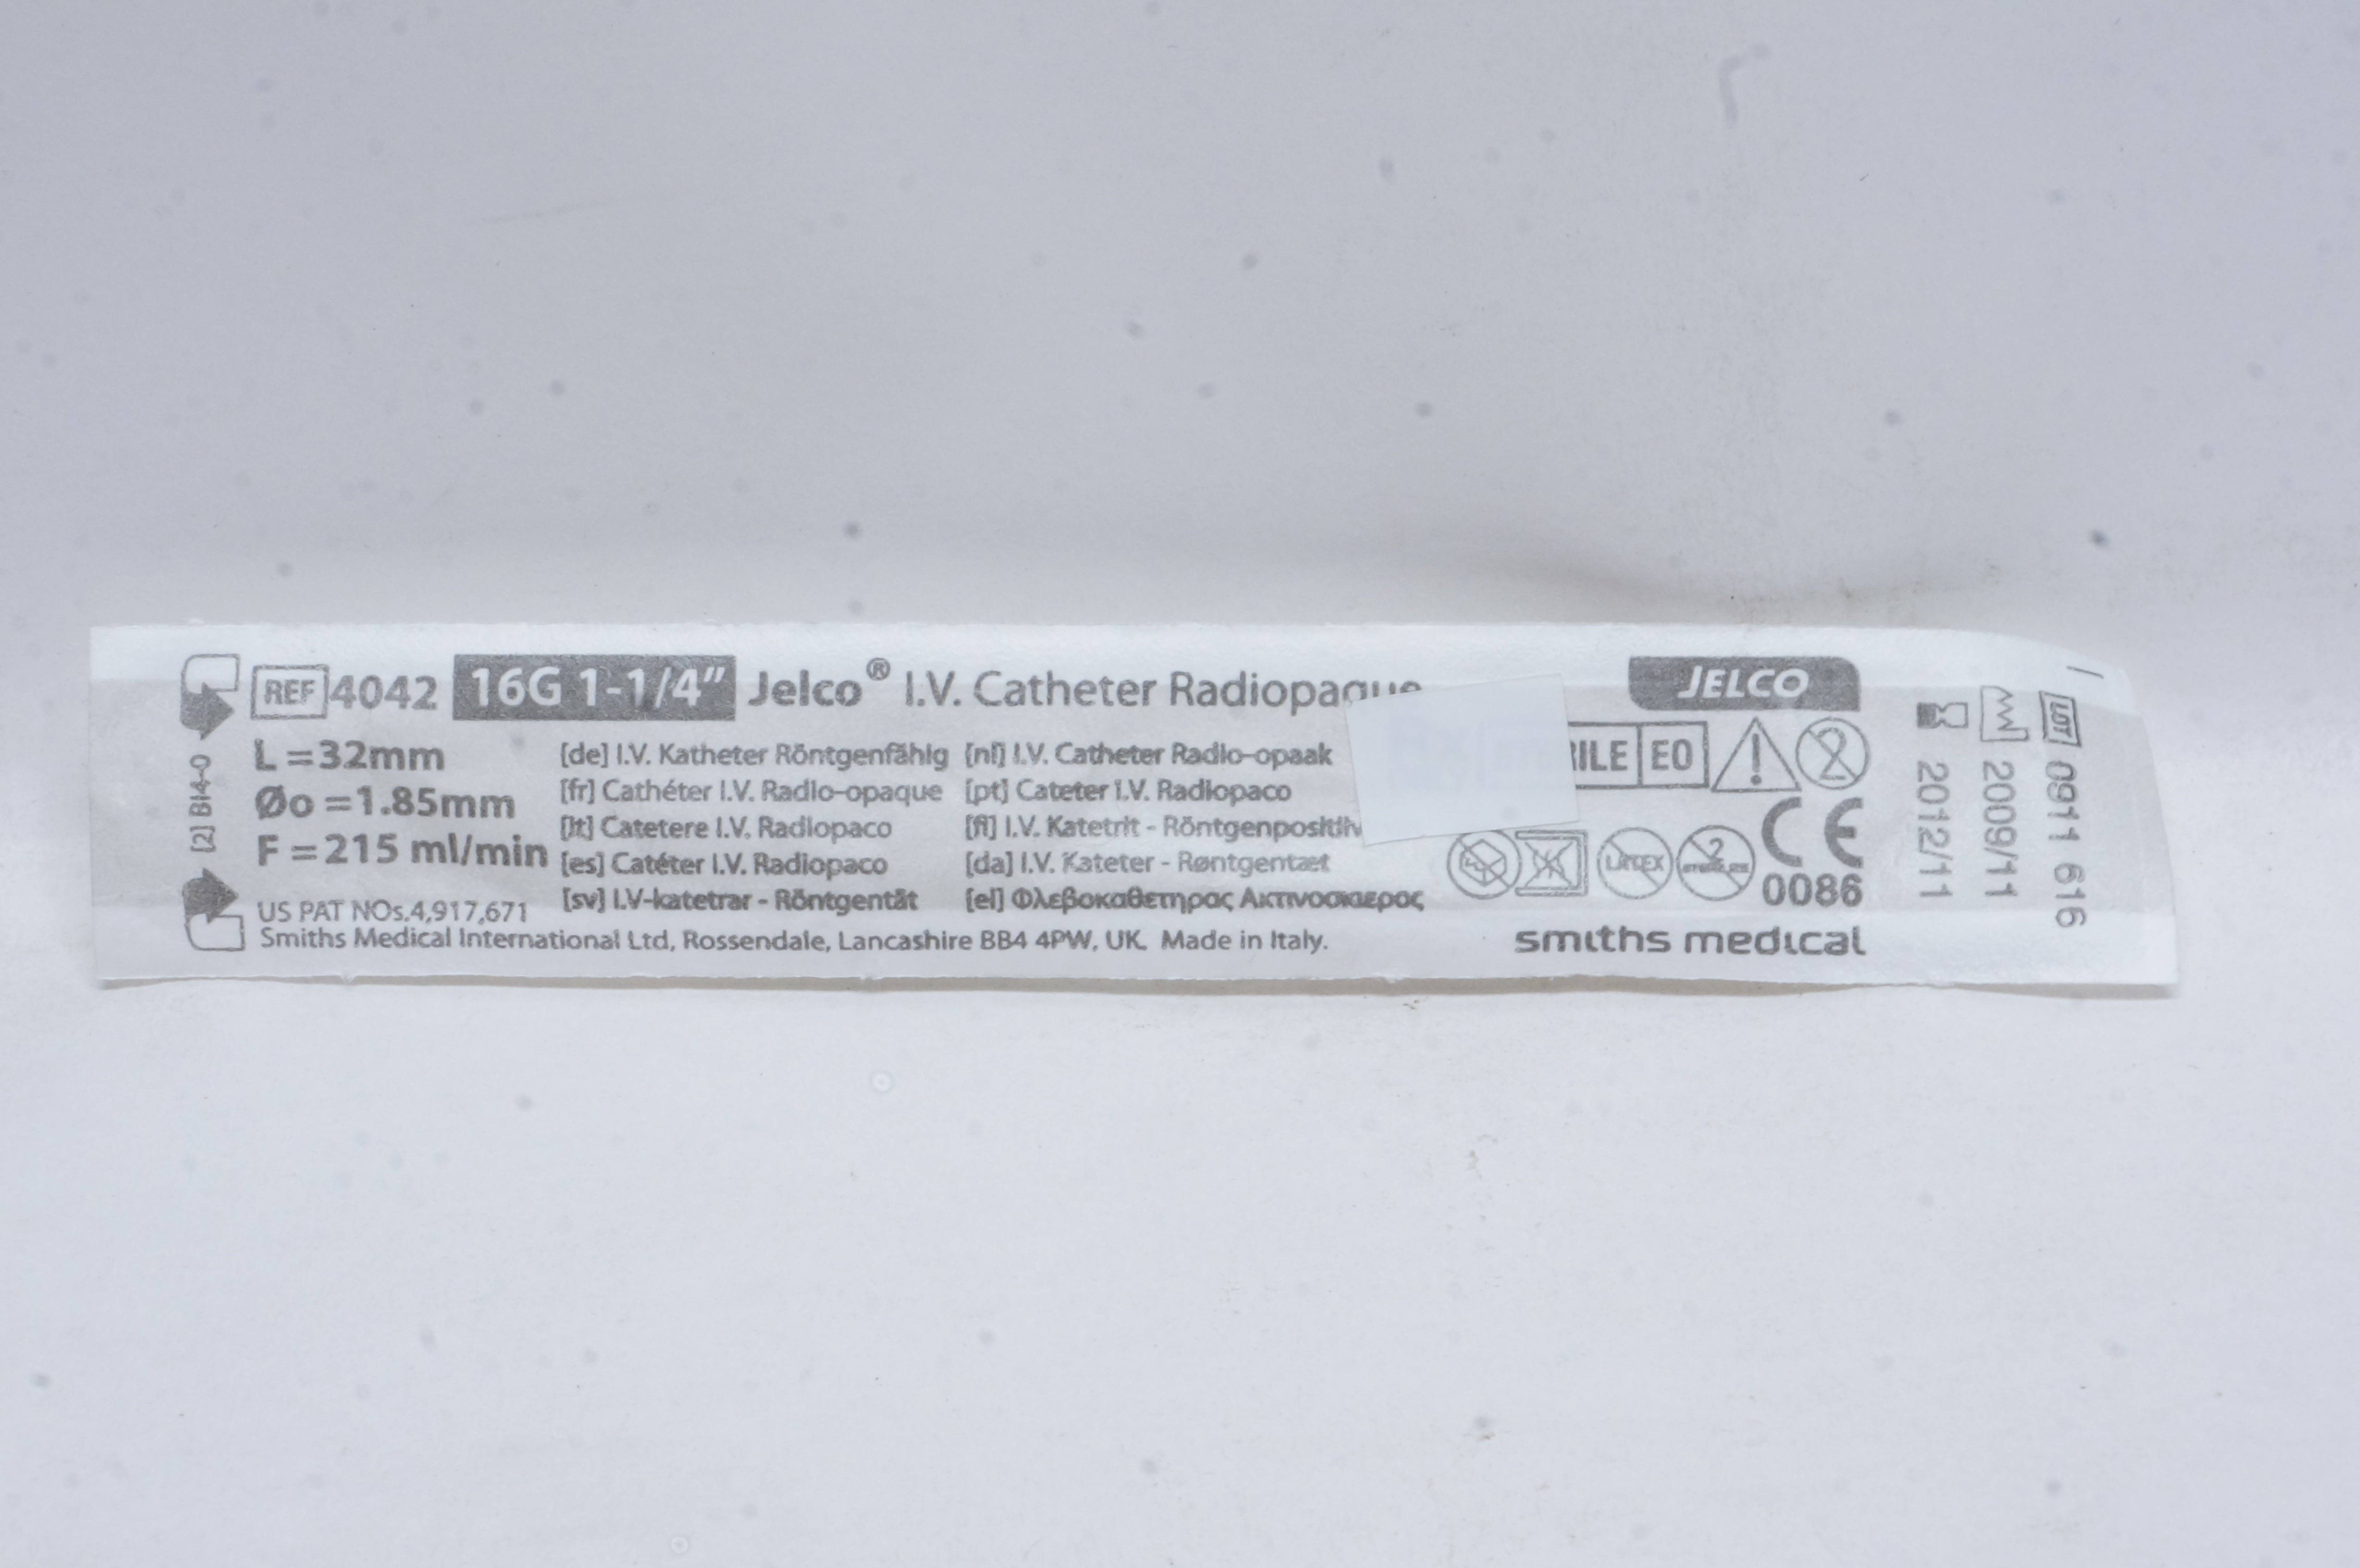 REF 4042 16G 1-1/4" Jelco® I.V. Catheter Radiopaque
L = 32mm
Øo = 1.85mm
F = 215 ml/min
US PAT NOs.4,917,671
[de] I.V. Katheter Röntgenfähig
[fr] Cathéter I.V. Radio-opaque
[it] Catetere I.V. Radiopaco
[es] Catéter I.V. Radiopaco
[sv] I.V-katetrar - Röntgentät
[nl] I.V. Catheter Radio-opaak
[pt] Cateter I.V. Radiopaco
[fi] I.V. Katetrit -
[da] I.V. Kateter - Røntgentæt
[el] Φλεβοκαθετηρας Ακτινοσκιερος
Smiths Medical International Ltd, Rossendale, Lancashire BB4 4PW, UK. Made in Italy.
JELCO
EO
LATEX
2
CE
0086
smiths medical
2012/11
2009/11
LOT 0911 616